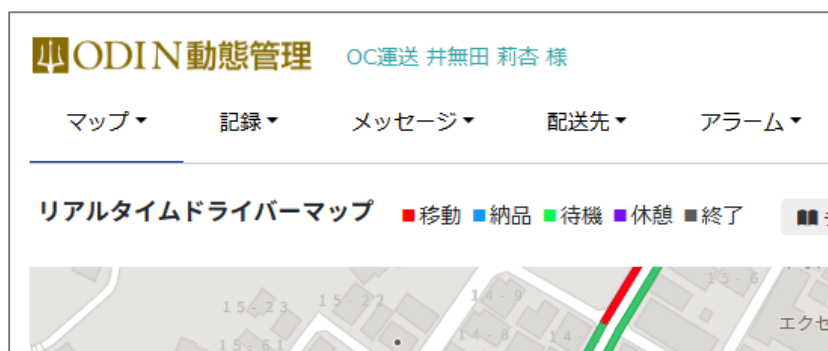 ODIN動態管理 OC運送 井無田 莉杏 様
マップ▼ 記録▼ メッセージ▼ 配送先▼ アラーム▼
リアルタイムドライバーマップ ■移動 ■納品 ■待機 ■休憩 ■終了
15-23 15-22 14-9 15-6
エクセ
15-61 14-8 14-